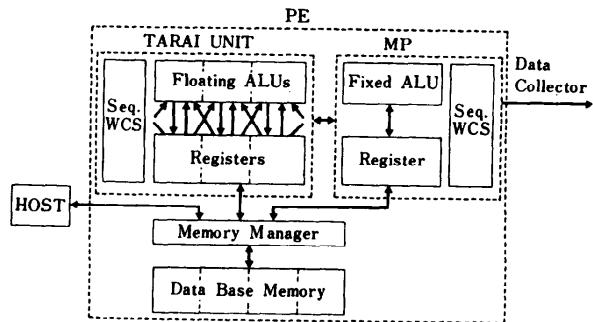 PE
TARAI UNIT
MP
Data
Collector
Seq.
WCS
Floating ALUs
Registers
Fixed ALU
Register
Seq.
WCS
HOST
Memory Manager
Data Base Memory